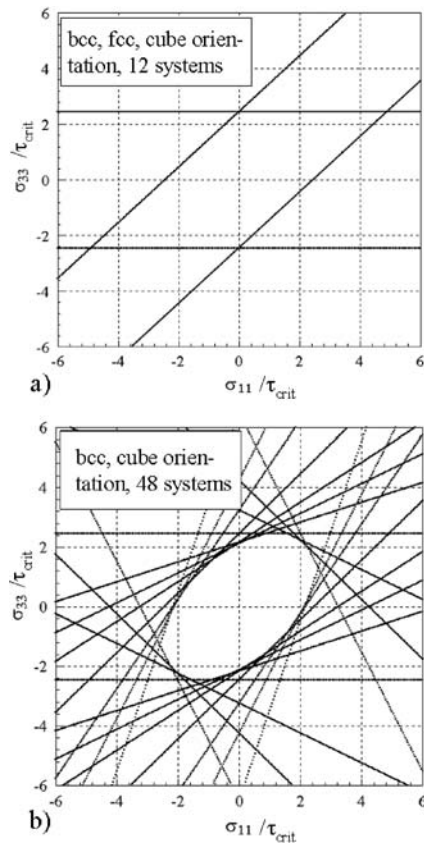 bcc, fcc, cube orien-
tation, 12 systems
6
4
2
0
-2
-4
-6
σ33 /τcrit
-6 -4 -2 0 2 4 6
σ11 /τcrit
a)
bcc, cube orien-
tation, 48 systems
6
4
2
0
-2
-4
-6
σ33 /τcrit
-6 -4 -2 0 2 4 6
σ11 /τcrit
b)